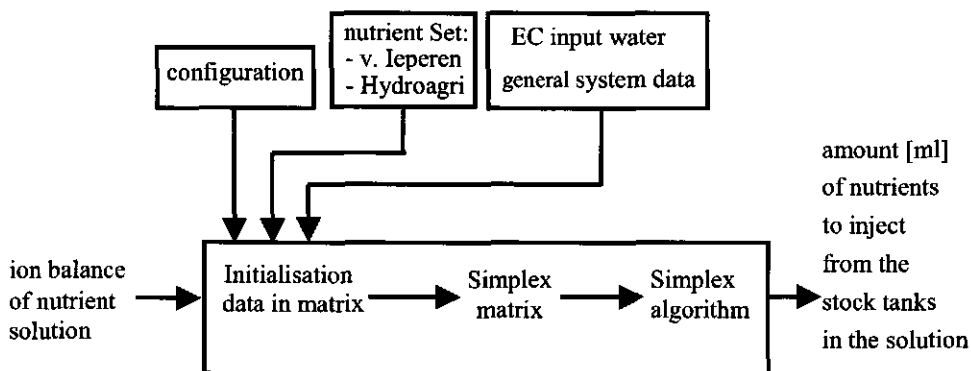 configuration
nutrient Set:
- v. Ieperen
- Hydroagri
EC input water
general system data
ion balance
of nutrient
solution
Initialisation
data in matrix
Simplex
matrix
Simplex
algorithm
amount [ml]
of nutrients
to inject
from the
stock tanks
in the solution